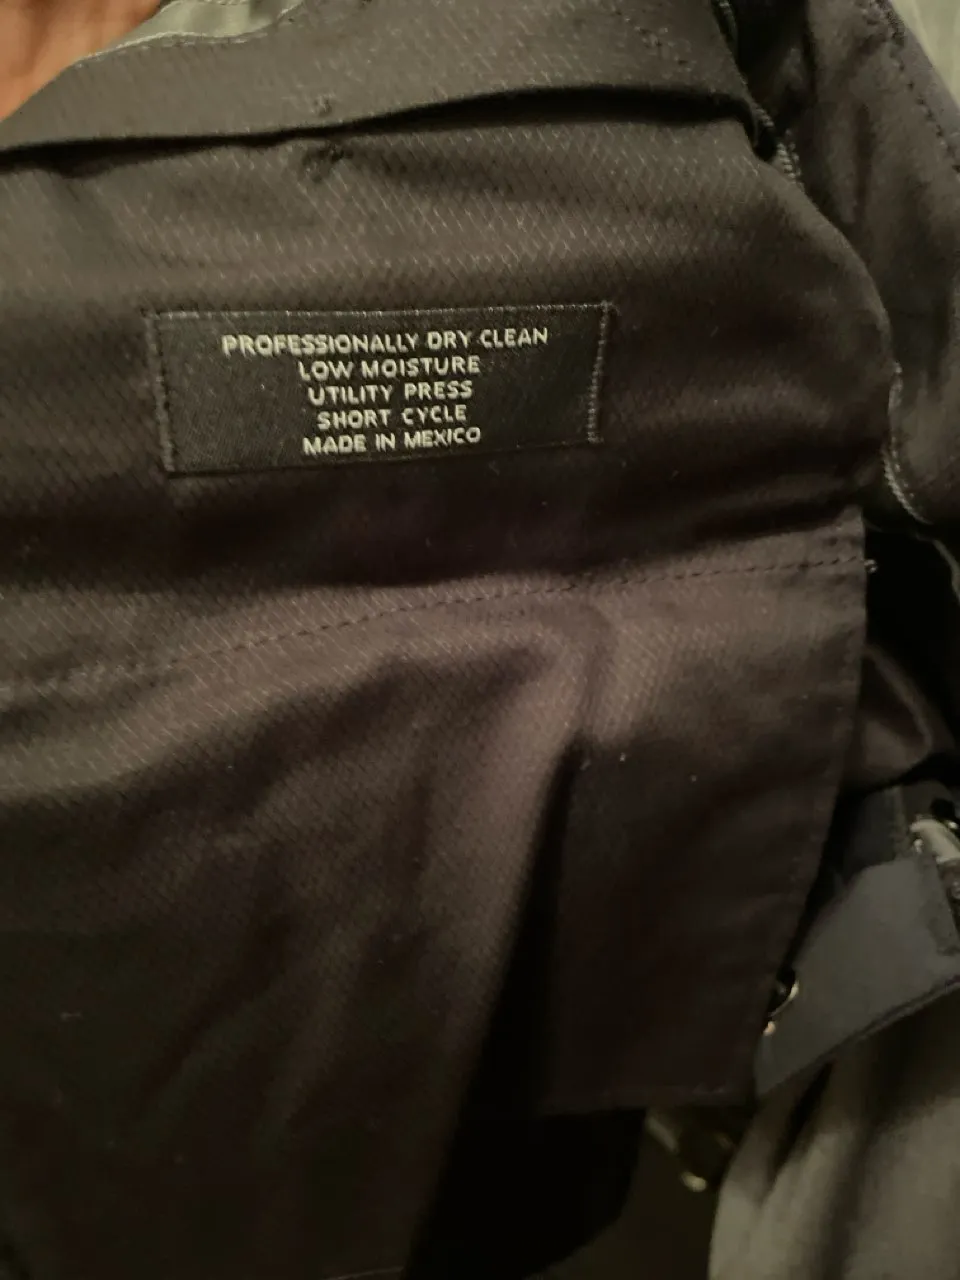 PROFESSIONALLY DRY CLEAN
LOW MOISTURE
UTILITY PRESS
SHORT CYCLE
MADE IN MEXICO